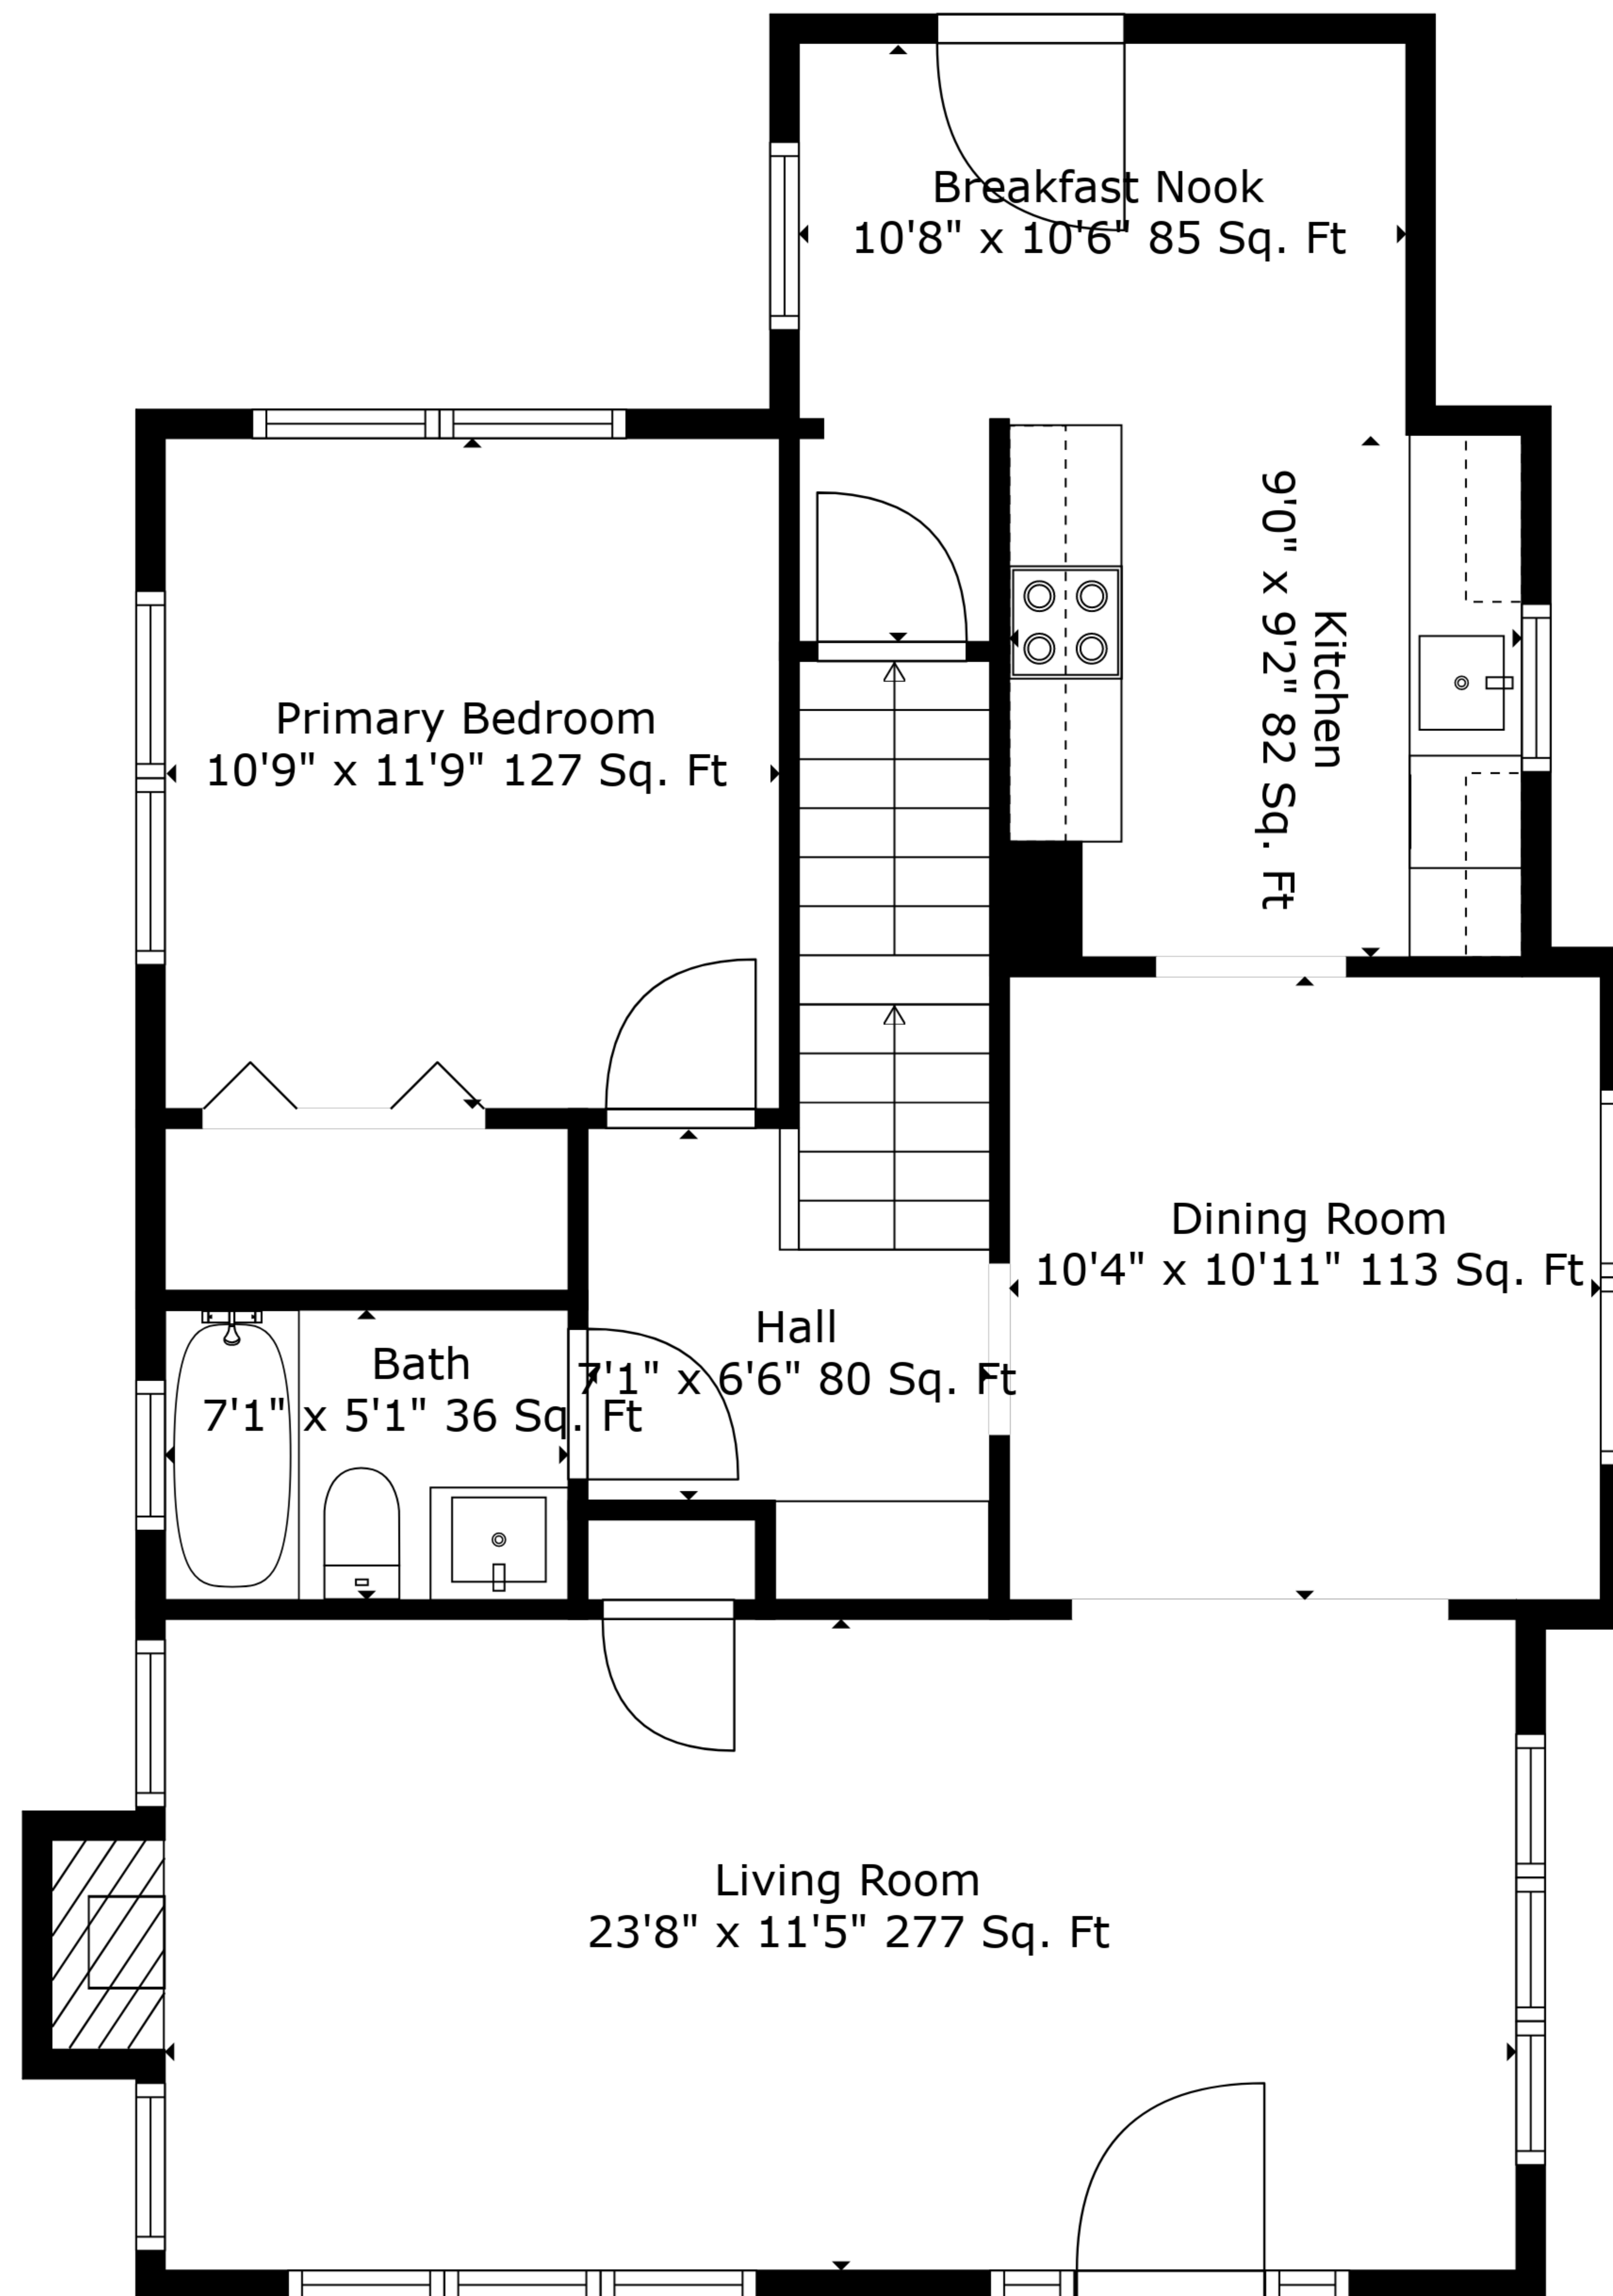 Breakfast Nook
10'8" x 10'6" 85 Sq. Ft
Kitchen
9'0" x 9'2" 82 Sq. Ft
Primary Bedroom
10'9" x 11'9" 127 Sq. Ft
Dining Room
10'4" x 10'11" 113 Sq. Ft
Hall
7'1" x 6'6" 80 Sq. Ft
Bath
7'1" x 5'1" 36 Sq. Ft
Living Room
23'8" x 11'5" 277 Sq. Ft